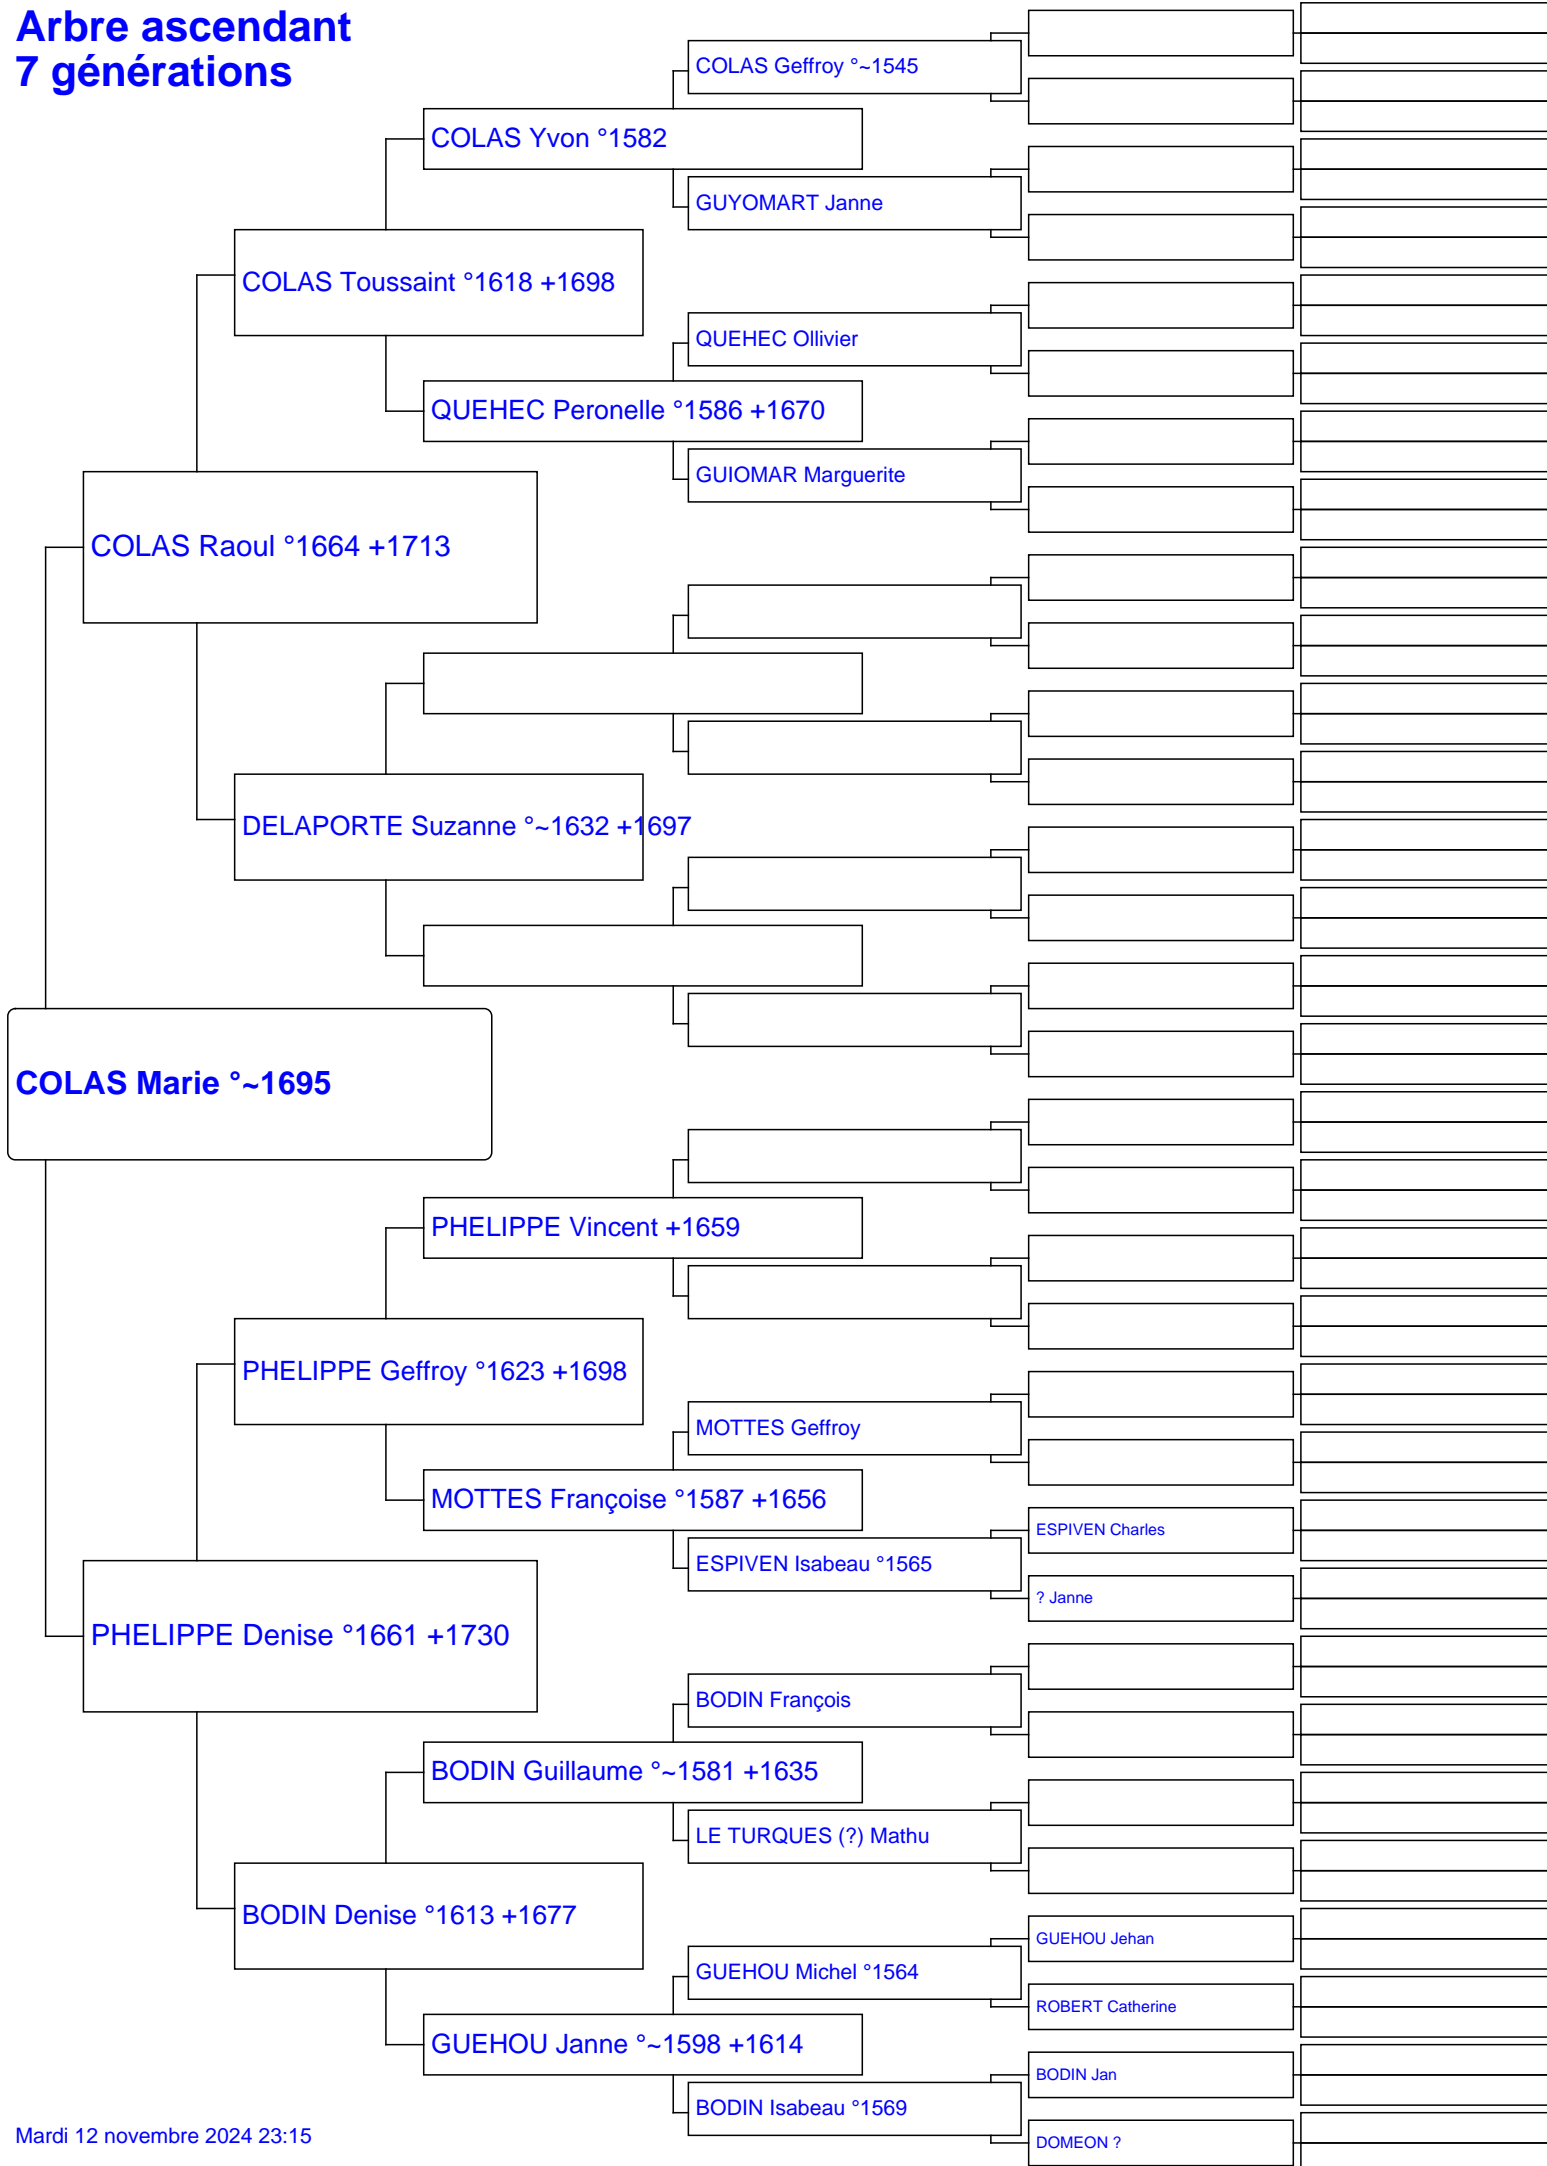 Arbre ascendant
7 générations
COLAS Geffroy °~1545
COLAS Yvon °1582
GUYOMART Janne
COLAS Toussaint °1618 +1698
QUEHEC Ollivier
QUEHEC Peronelle °1586 +1670
GUIOMAR Marguerite
COLAS Raoul °1664 +1713
DELAPORTE Suzanne °~1632 +1697
COLAS Marie °~1695
PHELIPPE Vincent +1659
PHELIPPE Geffroy °1623 +1698
MOTTES Geffroy
MOTTES Françoise °1587 +1656
ESPIVEN Charles
ESPIVEN Isabeau °1565
? Janne
PHELIPPE Denise °1661 +1730
BODIN François
BODIN Guillaume °~1581 +1635
LE TURQUES (?) Mathu
BODIN Denise °1613 +1677
GUEHOU Jehan
GUEHOU Michel °1564
ROBERT Catherine
GUEHOU Janne °~1598 +1614
BODIN Jan
BODIN Isabeau °1569
DOMEON ?
Mardi 12 novembre 2024 23:15